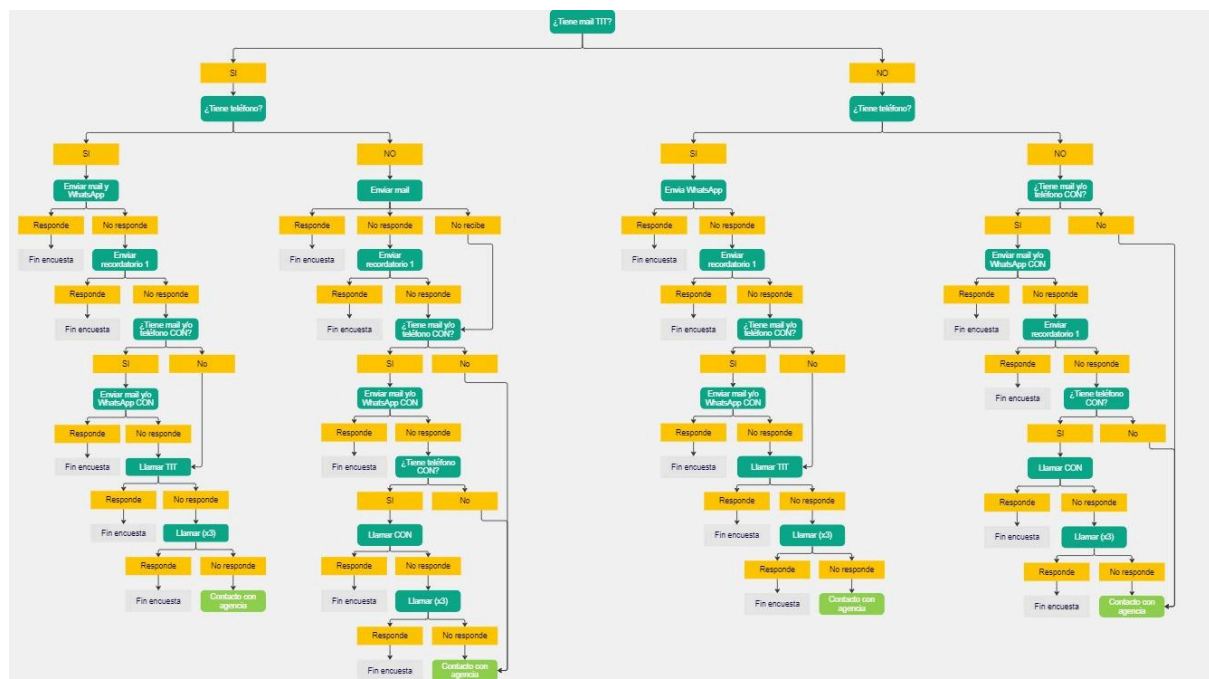 ¿Tiene mail TIT?
SI
NO
¿Tiene teléfono?
¿Tiene teléfono?
SI
NO
SI
NO
Enviar mail y
WhatsApp
Enviar mail
Envia WhatsApp
¿Tiene mail y/o
teléfono CON?
Responde
No responde
Responde
No responde
No recibe
Responde
No responde
SI
No
Fin encuesta
Enviar
recordatorio 1
Fin encuesta
Enviar
recordatorio 1
Fin encuesta
Enviar
recordatorio 1
Enviar mail y/o
WhatsApp CON
Responde
No responde
Responde
No responde
Responde
No responde
Responde
No responde
Fin encuesta
¿Tiene mail y/o
teléfono CON?
Fin encuesta
¿Tiene mail y/o
teléfono CON?
Fin encuesta
¿Tiene mail y/o
teléfono CON?
Fin encuesta
Enviar
recordatorio 1
SI
No
SI
No
SI
No
Responde
No responde
Enviar mail y/o
WhatsApp CON
Enviar mail y/o
WhatsApp CON
Enviar mail y/o
WhatsApp CON
Fin encuesta
¿Tiene teléfono
CON?
Responde
No responde
Responde
No responde
Responde
No responde
SI
No
Fin encuesta
Llamar TIT
Fin encuesta
¿Tiene teléfono
CON?
Fin encuesta
Llamar TIT
Llamar CON
Responde
No responde
SI
No
Responde
No responde
Responde
No responde
Fin encuesta
Llamar (x3)
Llamar CON
Fin encuesta
Llamar (x3)
Fin encuesta
Llamar (x3)
Responde
No responde
Responde
No responde
Responde
No responde
Responde
No responde
Fin encuesta
Contacto con
agencia
Fin encuesta
Llamar (x3)
Fin encuesta
Contacto con
agencia
Fin encuesta
Contacto con
agencia
Responde
No responde
Fin encuesta
Contacto con
agencia